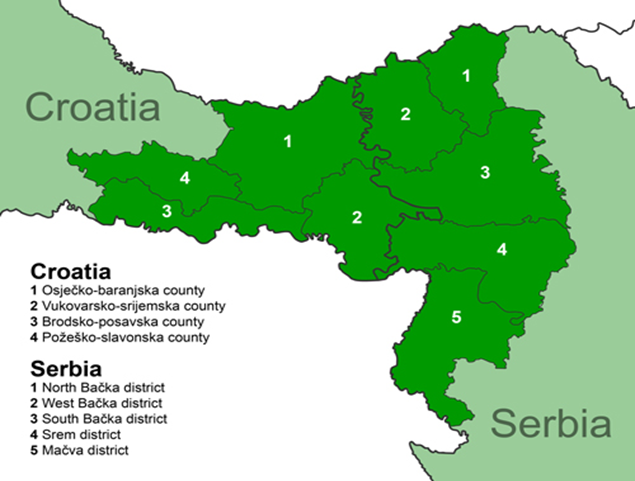 Croatia
1
2
1
3
4
3
2
4
5
Croatia
1 Osječko-baranjska county
2 Vukovarsko-srijemska county
3 Brodsko-posavska county
4 Požeško-slavonska county
Serbia
1 North Bačka district
2 West Bačka district
3 South Bačka district
4 Srem district
5 Mačva district
Serbia